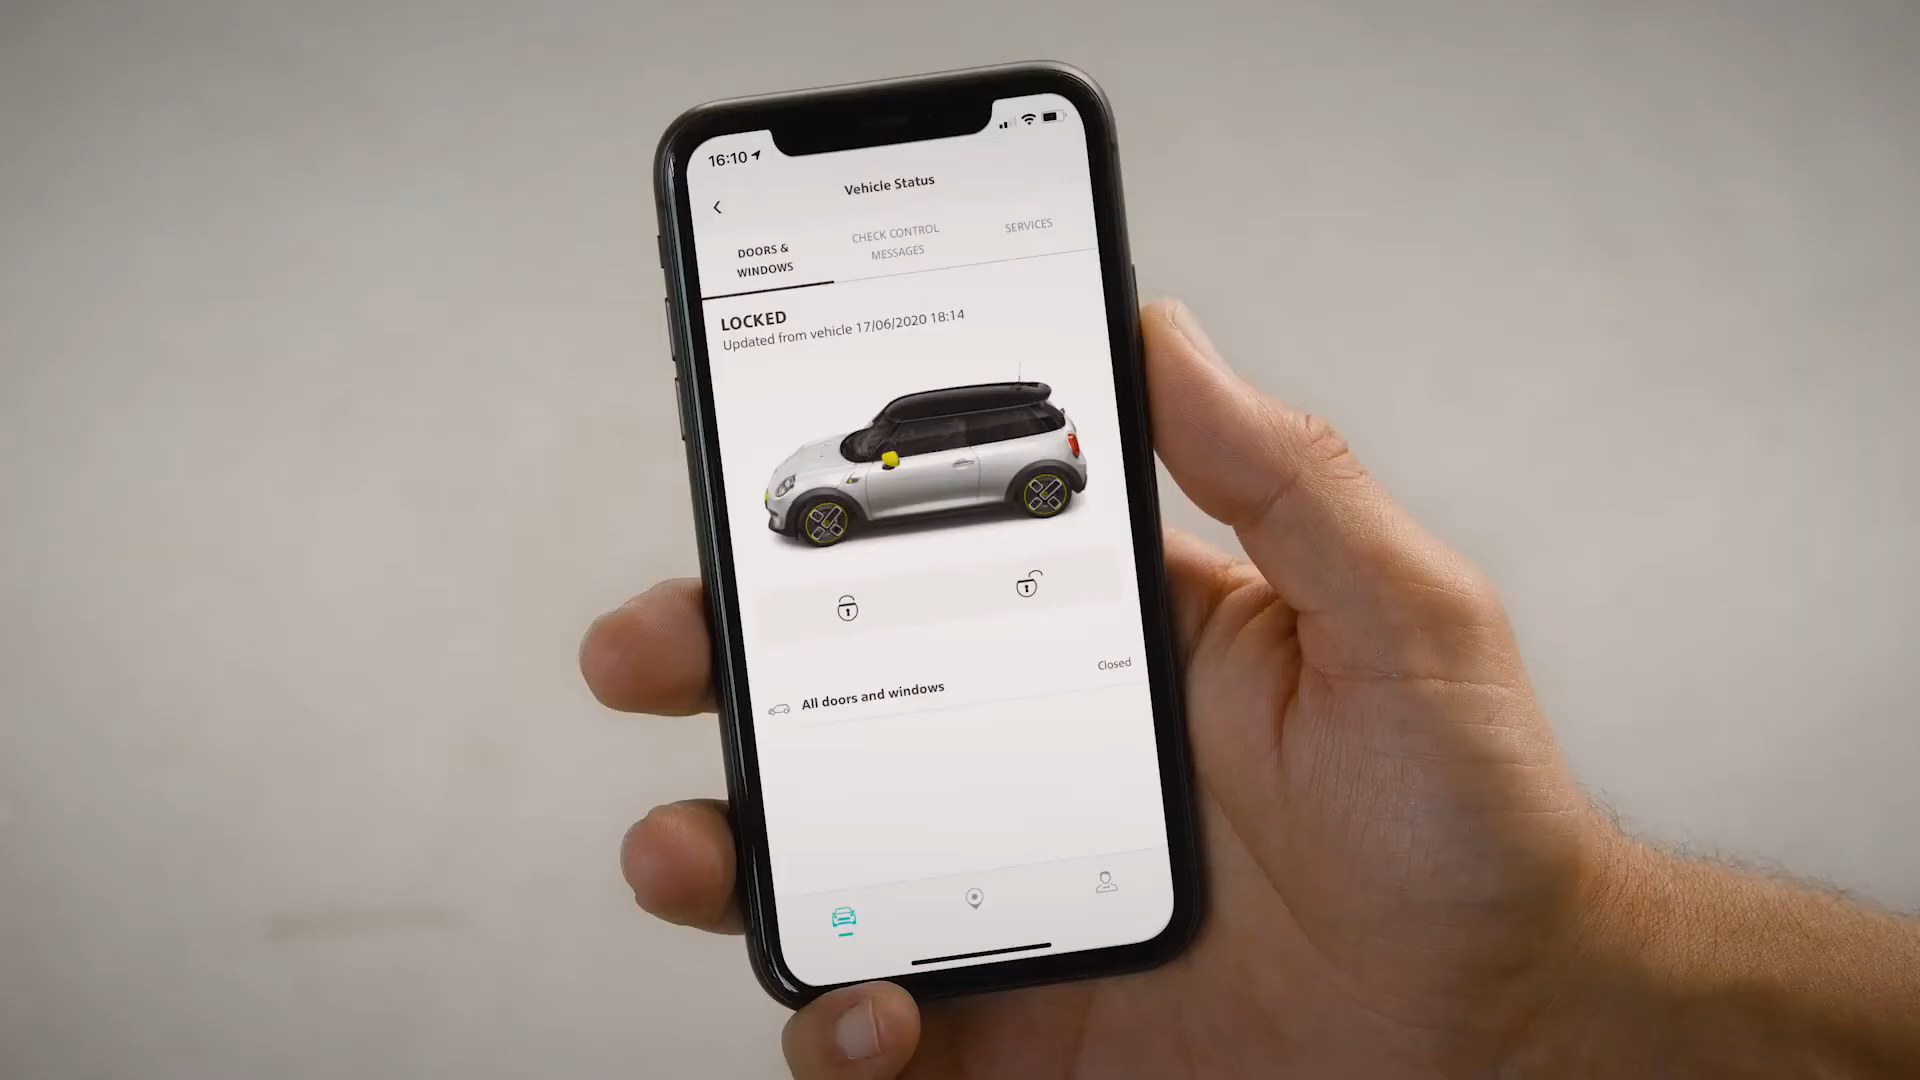 16:10
Vehicle Status
DOORS &
WINDOWS
CHECK CONTROL
MESSAGES
SERVICES
LOCKED
Updated from vehicle 17/06/2020 18:14
All doors and windows
Closed